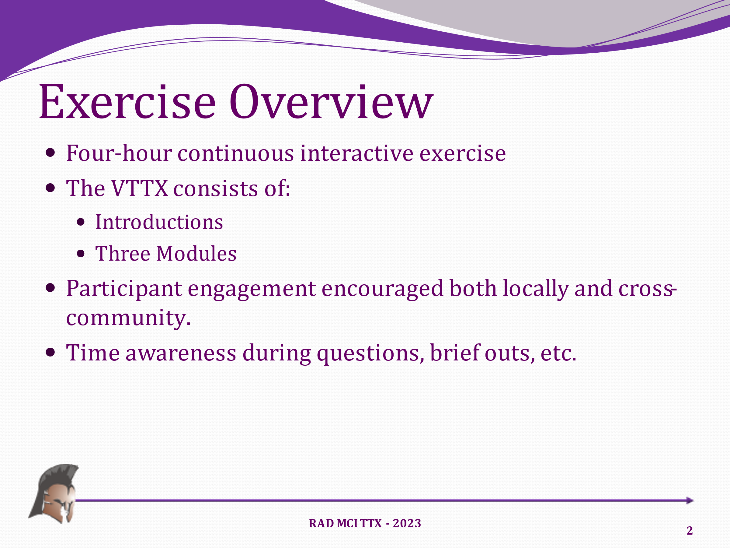 Exercise Overview
• Four-hour continuous interactive exercise
• The VTTX consists of:
• Introductions
• Three Modules
• Participant engagement encouraged both locally and cross-
community.
• Time awareness during questions, brief outs, etc.
RAD MCI TTX - 2023
2